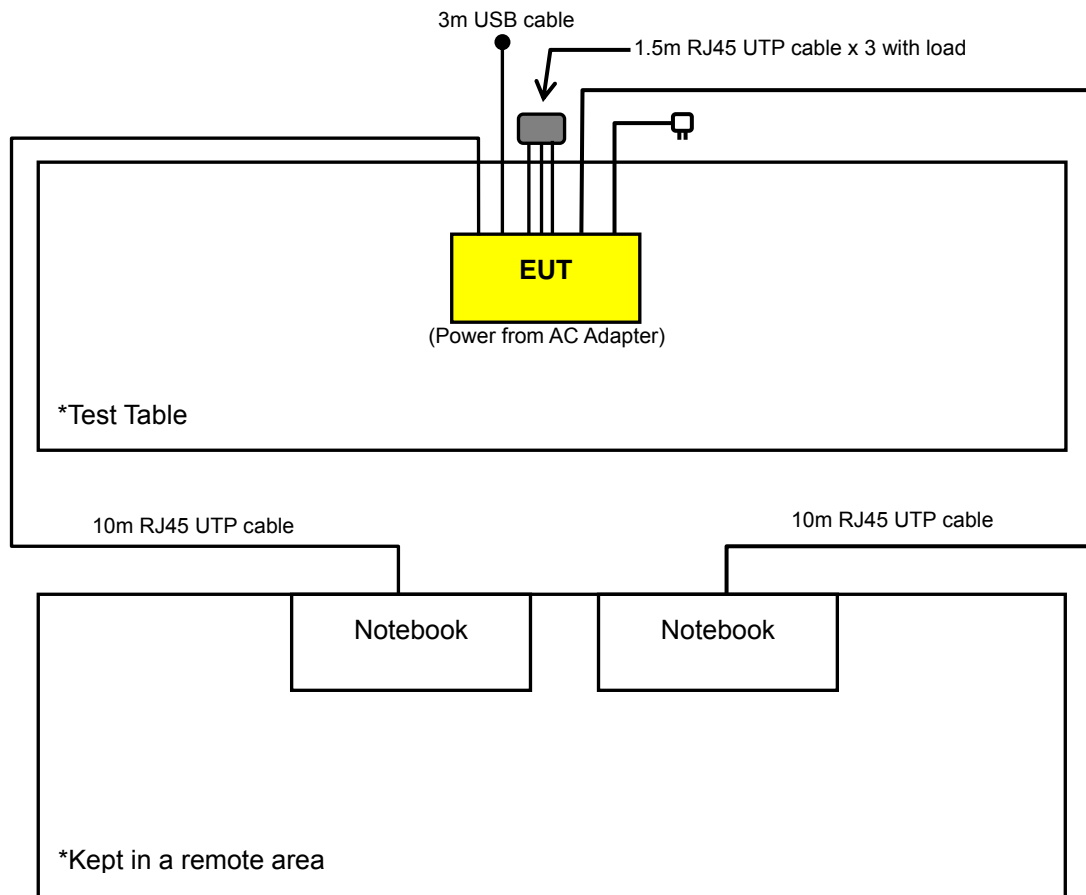 3m USB cable
1.5m RJ45 UTP cable x 3 with load
EUT
(Power from AC Adapter)
*Test Table
10m RJ45 UTP cable
10m RJ45 UTP cable
Notebook
Notebook
*Kept in a remote area